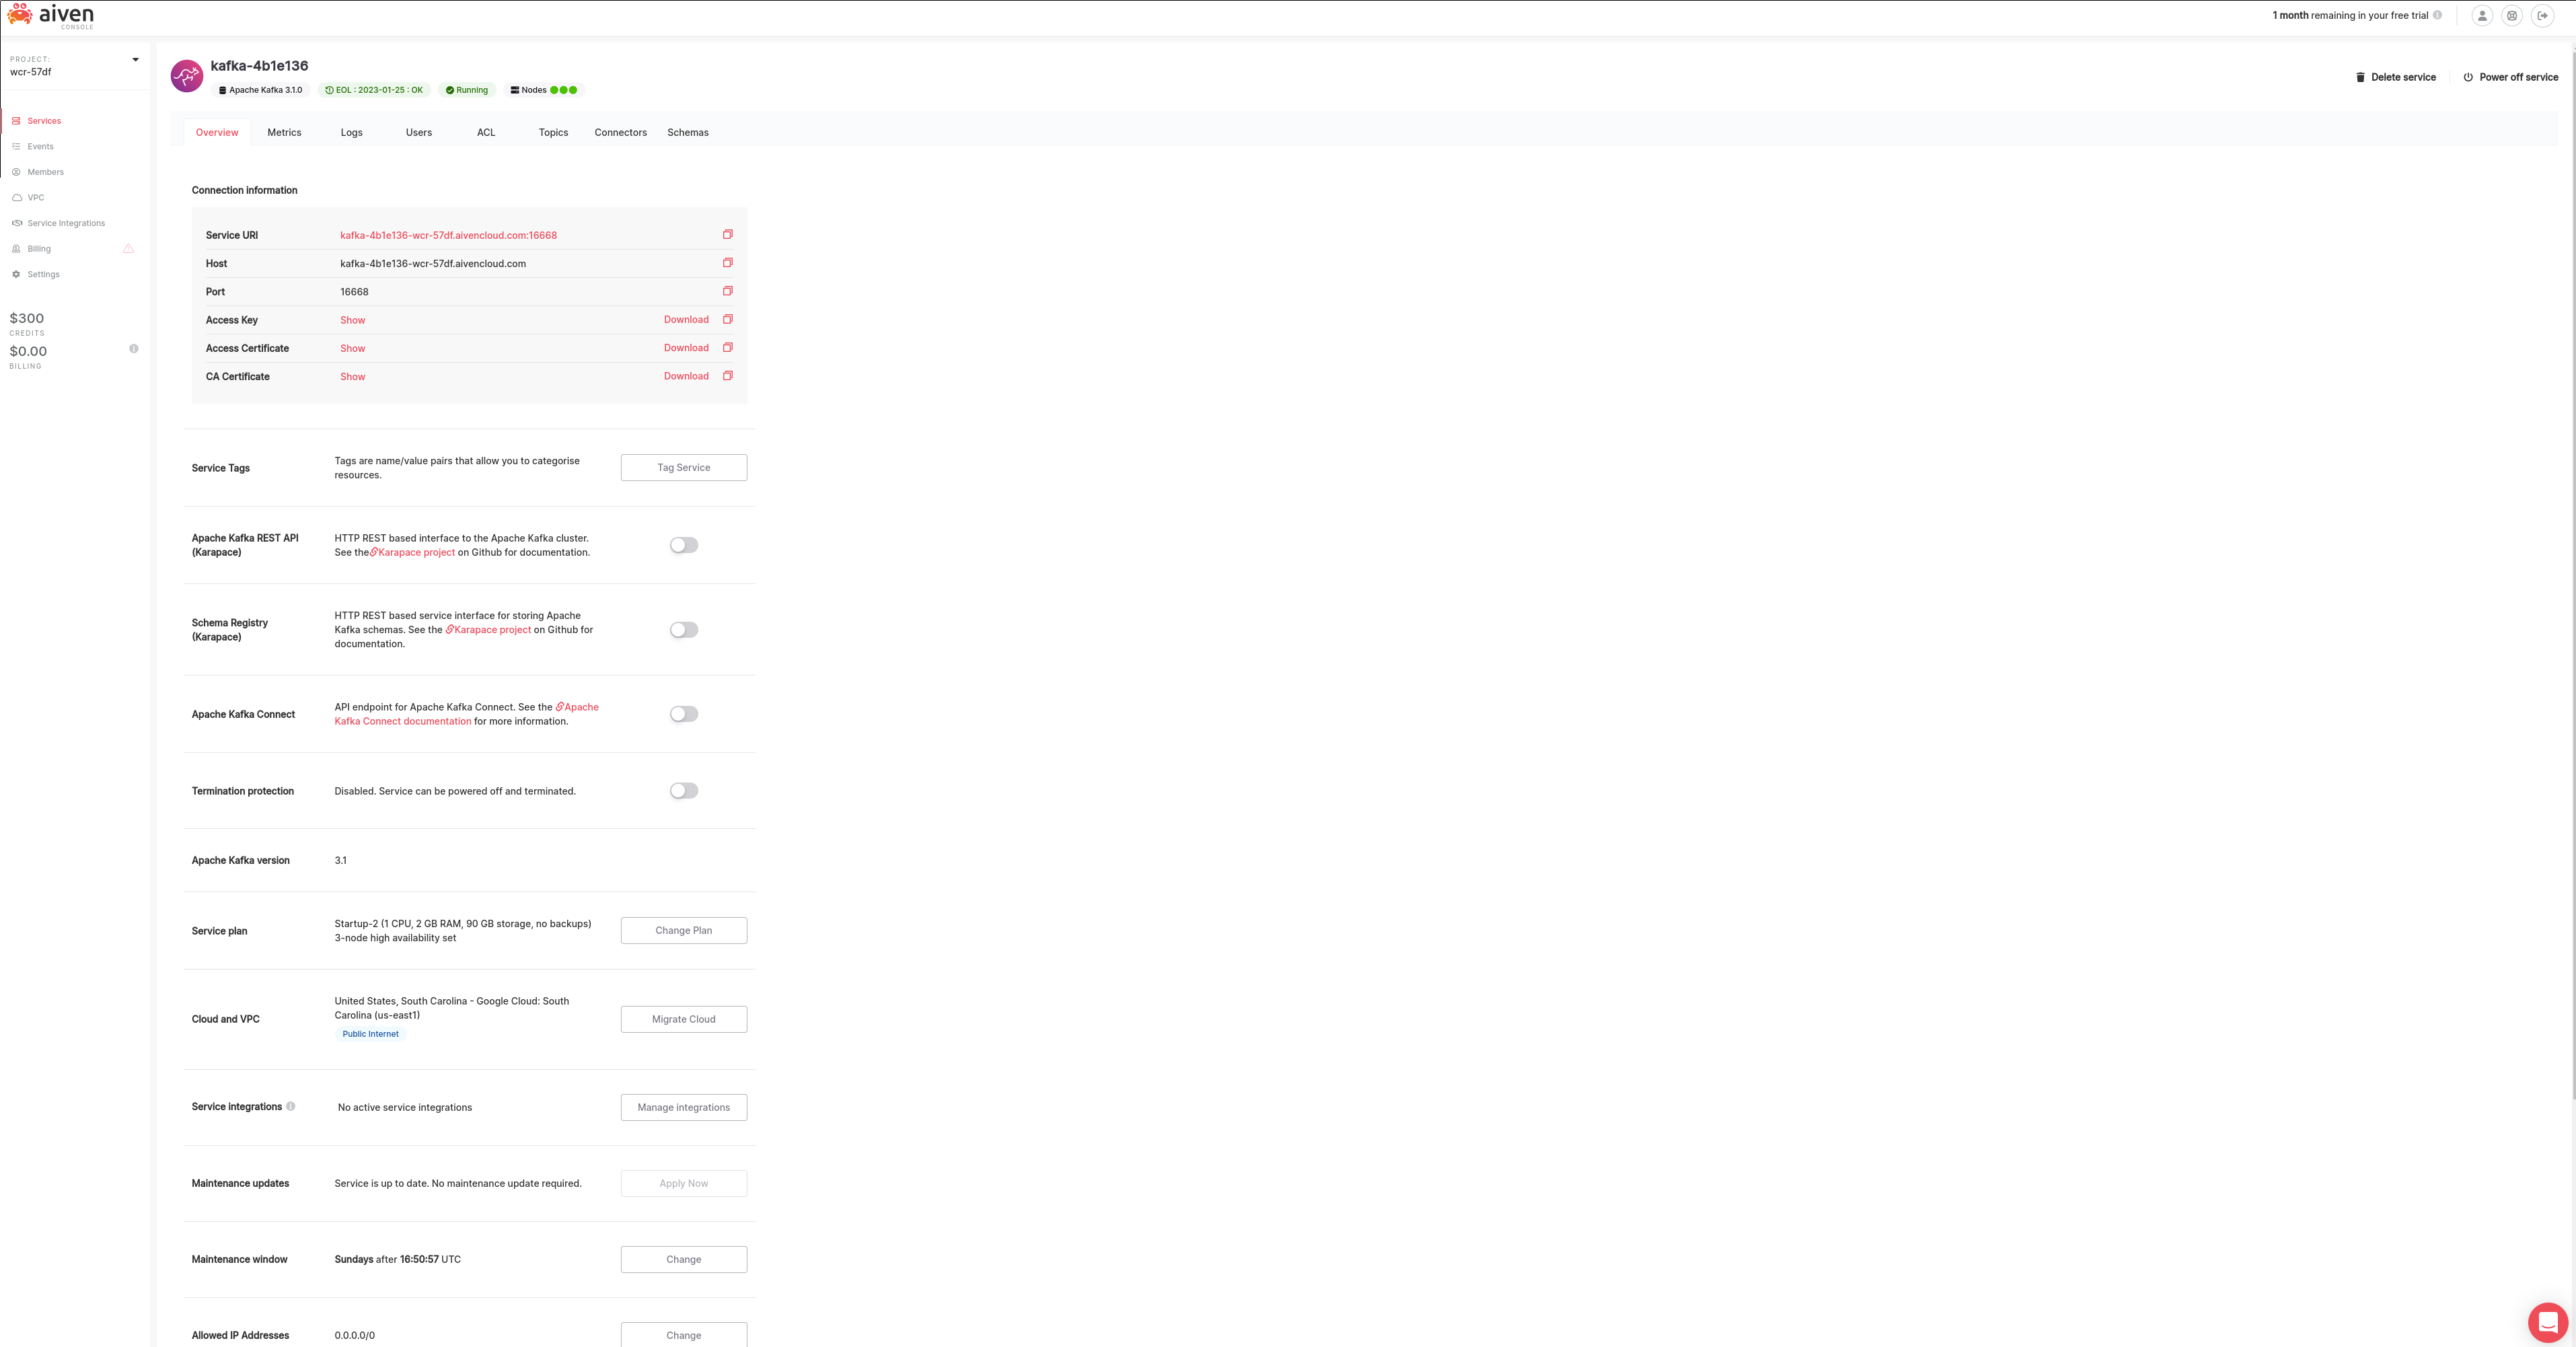 aiven
CONSOLE
1 month remaining in your free trial
PROJECT:
wcr-57df
Services
Events
Members
VPC
Service Integrations
Billing
Settings
$300
CREDITS
$0.00
BILLING
kafka-4b1e136
Apache Kafka 3.1.0
EOL : 2023-01-25 : OK
Running
Nodes
Delete service
Power off service
Overview
Metrics
Logs
Users
ACL
Topics
Connectors
Schemas
Connection information
Service URI
kafka-4b1e136-wcr-57df.aivencloud.com:16668
Host
kafka-4b1e136-wcr-57df.aivencloud.com
Port
16668
Access Key
Show
Download
Access Certificate
Show
Download
CA Certificate
Show
Download
Service Tags
Tags are name/value pairs that allow you to categorise
resources.
Tag Service
Apache Kafka REST API
(Karapace)
HTTP REST based interface to the Apache Kafka cluster.
See the Karapace project on Github for documentation.
Schema Registry
(Karapace)
HTTP REST based service interface for storing Apache
Kafka schemas. See the Karapace project on Github for
documentation.
Apache Kafka Connect
API endpoint for Apache Kafka Connect. See the Apache
Kafka Connect documentation for more information.
Termination protection
Disabled. Service can be powered off and terminated.
Apache Kafka version
3.1
Service plan
Startup-2 (1 CPU, 2 GB RAM, 90 GB storage, no backups)
3-node high availability set
Change Plan
Cloud and VPC
United States, South Carolina - Google Cloud: South
Carolina (us-east1)
Public Internet
Migrate Cloud
Service integrations
No active service integrations
Manage integrations
Maintenance updates
Service is up to date. No maintenance update required.
Apply Now
Maintenance window
Sundays after 16:50:57 UTC
Change
Allowed IP Addresses
0.0.0.0/0
Change